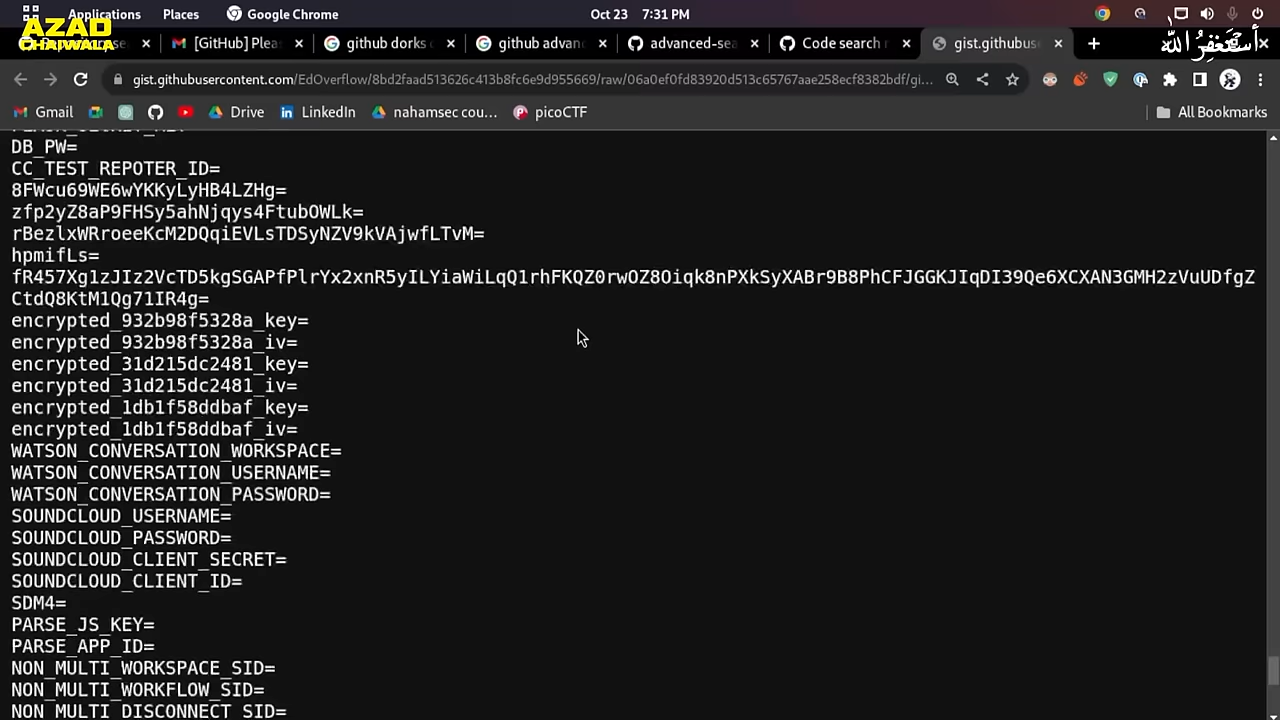 Applications Places Google Chrome Oct 23 7:31 PM
AZAD
CHAIWALA
أستغفر الله
[GitHub] Plea
github dorks
github advan
advanced-sea
Code search r
gist.githubuse
gist.githubusercontent.com/EdOverflow/8bd2faad513626c413b8fc6e9d955669/raw/06a0ef0fd83920d513c65767aae258ecf8382bdf/gi...
Gmail Drive LinkedIn nahamsec cou... picoCTF All Bookmarks
DB_PW=
CC_TEST_REPOTER_ID=
8FWcu69WE6wYKKyLyHB4LZHg=
zfp2yZ8aP9FHSy5ahNjqys4FtubOWLk=
rBezlxWRroeeKcM2DQqiEVLsTDSyNZV9kVAjwfLTvM=
hpmifLs=
fR457Xg1zJIz2VcTD5kgSGAPfPlrYx2xnR5yILYiaWiLqQ1rhFKQZ0rwOZ8Oiqk8nPXkSyXABr9B8PhCFJGGKJIqDI39Qe6XCXAN3GMH2zVuUDfgZ
CtdQ8KtM1Qg71IR4g=
encrypted_932b98f5328a_key=
encrypted_932b98f5328a_iv=
encrypted_31d215dc2481_key=
encrypted_31d215dc2481_iv=
encrypted_1db1f58ddbaf_key=
encrypted_1db1f58ddbaf_iv=
WATSON_CONVERSATION_WORKSPACE=
WATSON_CONVERSATION_USERNAME=
WATSON_CONVERSATION_PASSWORD=
SOUNDCLOUD_USERNAME=
SOUNDCLOUD_PASSWORD=
SOUNDCLOUD_CLIENT_SECRET=
SOUNDCLOUD_CLIENT_ID=
SDM4=
PARSE_JS_KEY=
PARSE_APP_ID=
NON_MULTI_WORKSPACE_SID=
NON_MULTI_WORKFLOW_SID=
NON_MULTI_DISCONNECT_SID=